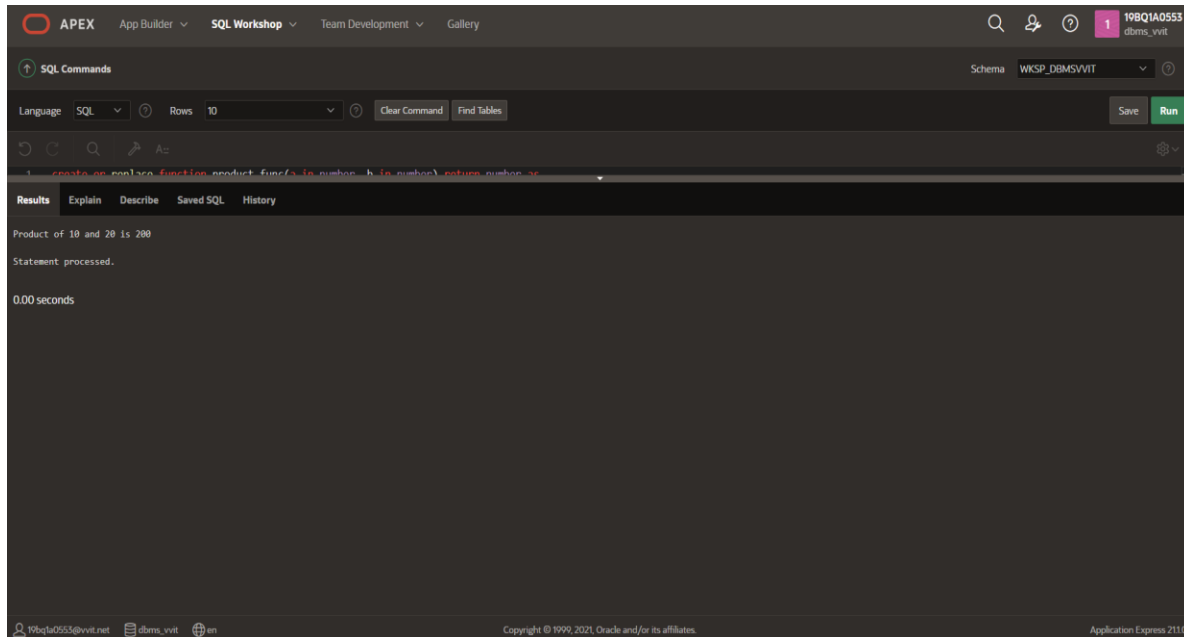 APEX App Builder SQL Workshop Team Development Gallery 1 19BQ1A0553
dbms_vvit
SQL Commands Schema WKSP_DBMSVVIT
Language SQL Rows 10 Clear Command Find Tables Save Run
A=
1 create or replace function product_func(a in number, b in number) return number as
Results Explain Describe Saved SQL History
Product of 10 and 20 is 200
Statement processed.
0.00 seconds
19bq1a0553@vvit.net dbms_vvit en Copyright © 1999, 2021, Oracle and/or its affiliates. Application Express 21.1.0